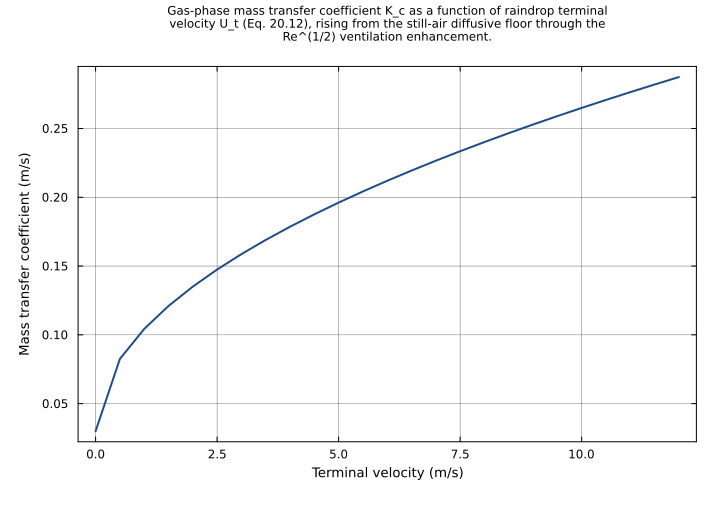 Gas-phase mass transfer coefficient K_c as a function of raindrop terminal
velocity U_t (Eq. 20.12), rising from the still-air diffusive floor through the
Re^(1/2) ventilation enhancement.
Mass transfer coefficient (m/s)
0.25
0.20
0.15
0.10
0.05
0.0 2.5 5.0 7.5 10.0
Terminal velocity (m/s)